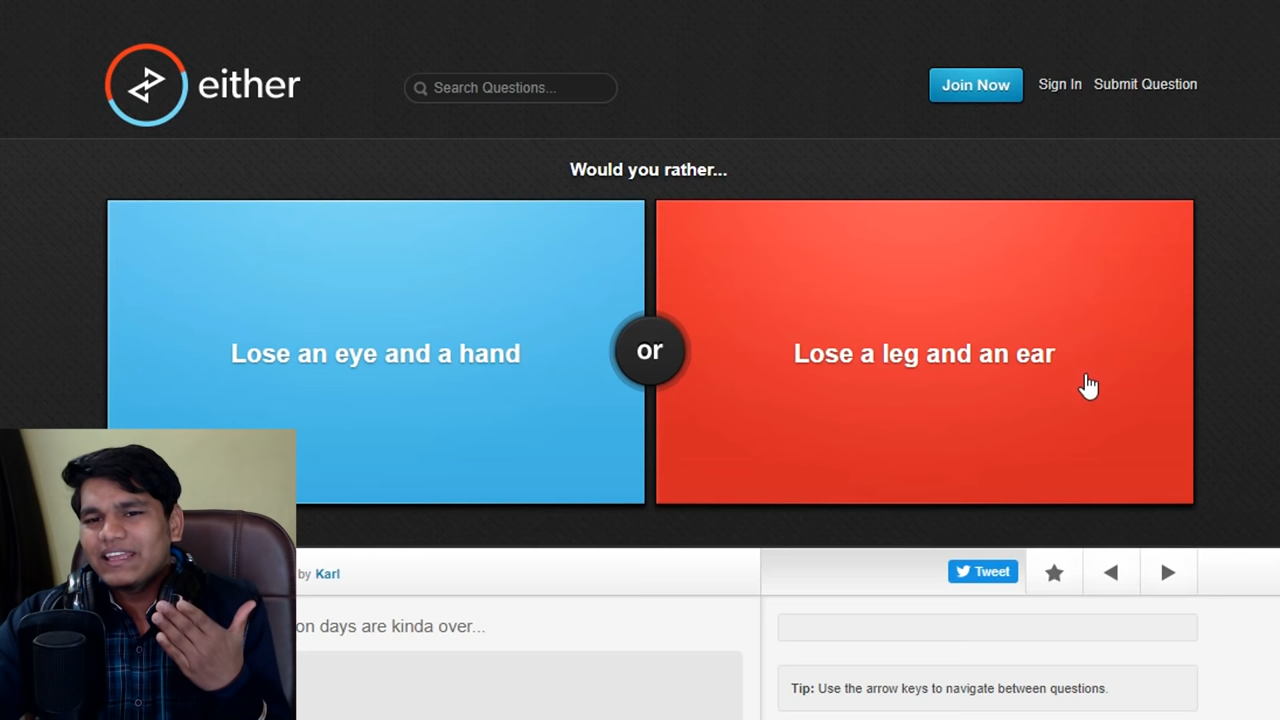 either
Search Questions...
Join Now
Sign In
Submit Question
Would you rather...
Lose an eye and a hand
or
Lose a leg and an ear
by Karl
Tweet
on days are kinda over...
Tip: Use the arrow keys to navigate between questions.